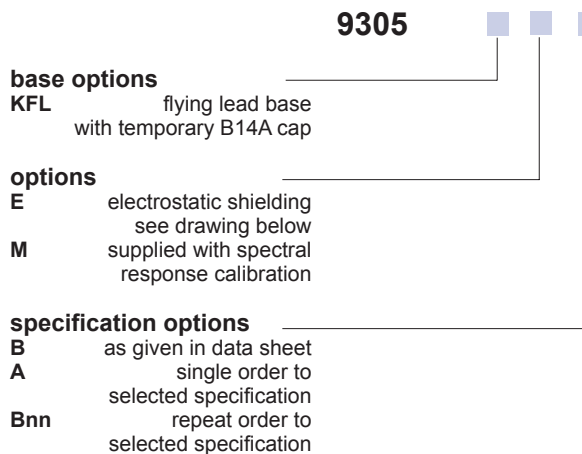 9305
base options
KFL flying lead base
with temporary B14A cap
options
E electrostatic shielding
see drawing below
M supplied with spectral
response calibration
specification options
B as given in data sheet
A single order to
selected specification
Bnn repeat order to
selected specification